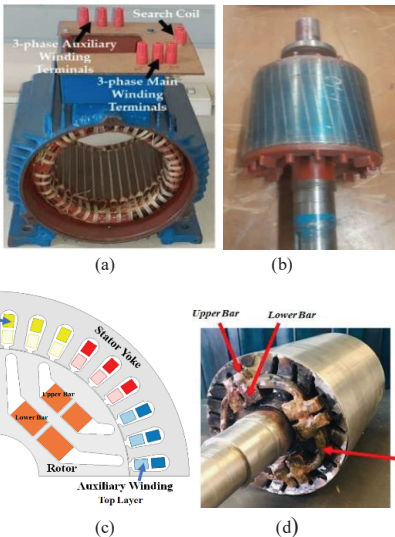 Search Coil
3-phase Auxiliary
Winding
Terminals
3-phase Main
Winding
Terminals
(a)
(b)
Stator Yoke
Upper Bar
Lower Bar
Rotor
Auxiliary Winding
Top Layer
(c)
Upper Bar
Lower Bar
(d)